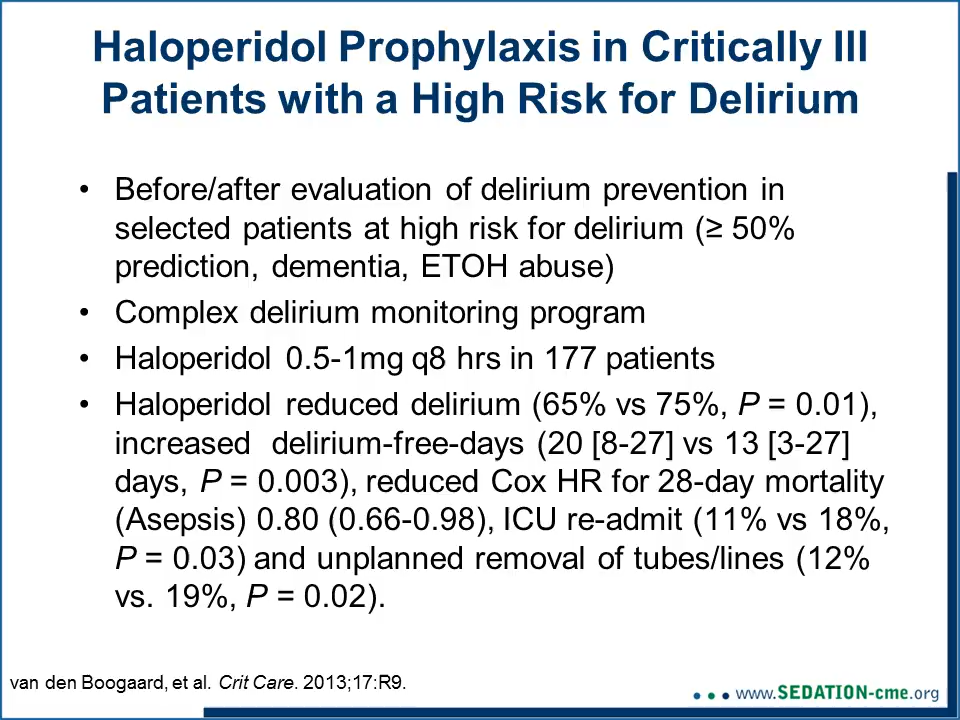 Haloperidol Prophylaxis in Critically Ill
Patients with a High Risk for Delirium
• Before/after evaluation of delirium prevention in
selected patients at high risk for delirium (≥ 50%
prediction, dementia, ETOH abuse)
• Complex delirium monitoring program
• Haloperidol 0.5-1mg q8 hrs in 177 patients
• Haloperidol reduced delirium (65% vs 75%, P = 0.01),
increased delirium-free-days (20 [8-27] vs 13 [3-27]
days, P = 0.003), reduced Cox HR for 28-day mortality
(Asepsis) 0.80 (0.66-0.98), ICU re-admit (11% vs 18%,
P = 0.03) and unplanned removal of tubes/lines (12%
vs. 19%, P = 0.02).
van den Boogaard, et al. Crit Care. 2013;17:R9.
www.SEDATION-cme.org